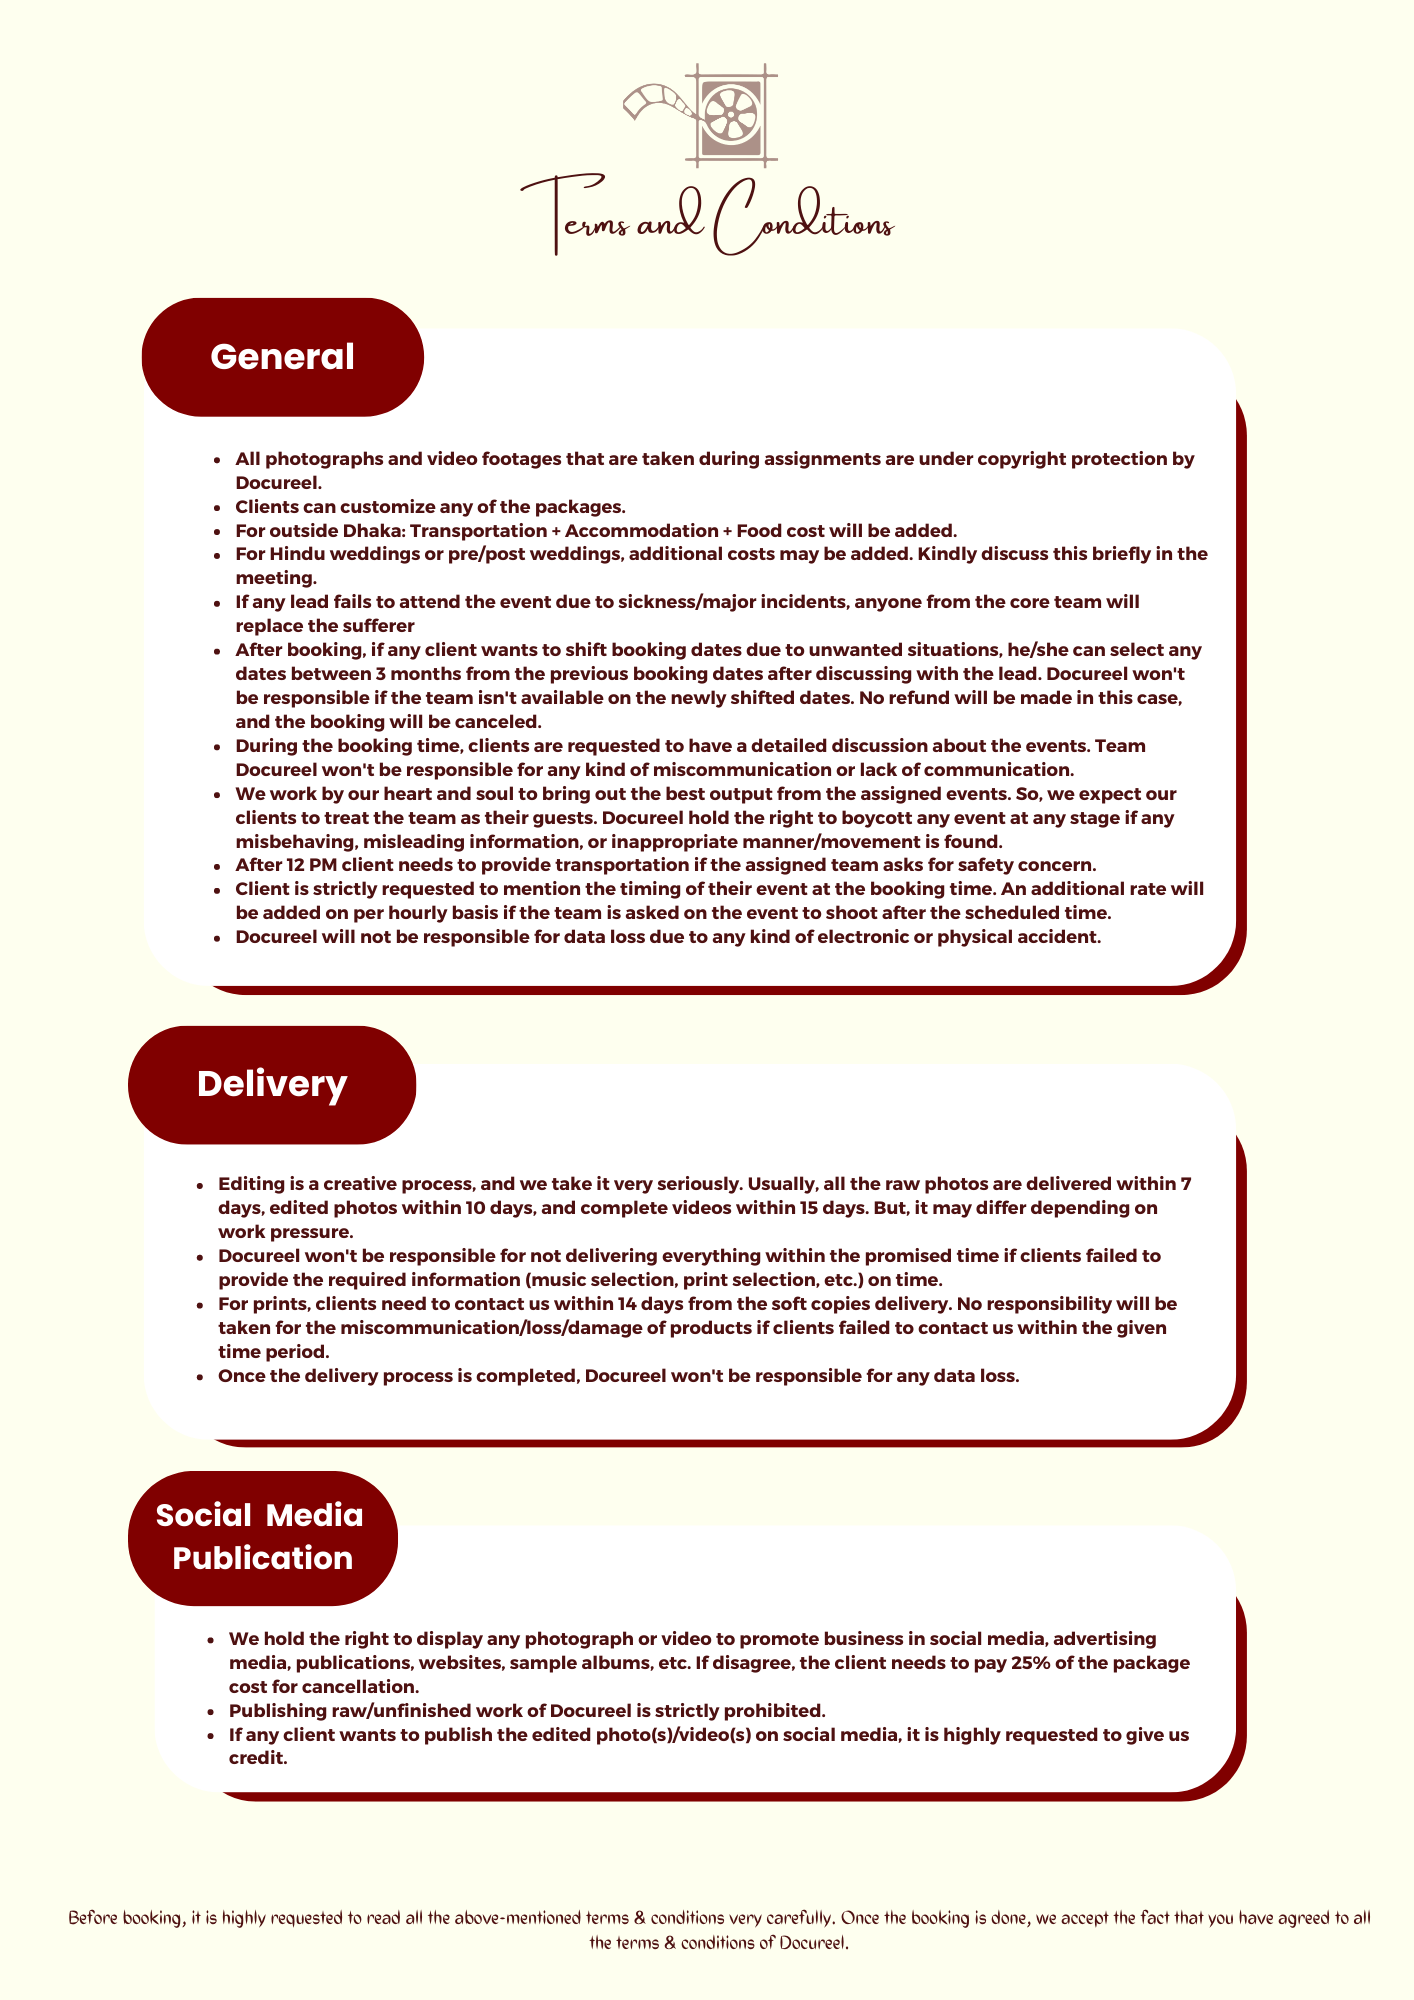 Terms and Conditions
General
• All photographs and video footages that are taken during assignments are under copyright protection by
Docureel.
• Clients can customize any of the packages.
• For outside Dhaka: Transportation + Accommodation + Food cost will be added.
• For Hindu weddings or pre/post weddings, additional costs may be added. Kindly discuss this briefly in the
meeting.
• If any lead fails to attend the event due to sickness/major incidents, anyone from the core team will
replace the sufferer
• After booking, if any client wants to shift booking dates due to unwanted situations, he/she can select any
dates between 3 months from the previous booking dates after discussing with the lead. Docureel won't
be responsible if the team isn't available on the newly shifted dates. No refund will be made in this case,
and the booking will be canceled.
• During the booking time, clients are requested to have a detailed discussion about the events. Team
Docureel won't be responsible for any kind of miscommunication or lack of communication.
• We work by our heart and soul to bring out the best output from the assigned events. So, we expect our
clients to treat the team as their guests. Docureel hold the right to boycott any event at any stage if any
misbehaving, misleading information, or inappropriate manner/movement is found.
• After 12 PM client needs to provide transportation if the assigned team asks for safety concern.
• Client is strictly requested to mention the timing of their event at the booking time. An additional rate will
be added on per hourly basis if the team is asked on the event to shoot after the scheduled time.
• Docureel will not be responsible for data loss due to any kind of electronic or physical accident.
Delivery
• Editing is a creative process, and we take it very seriously. Usually, all the raw photos are delivered within 7
days, edited photos within 10 days, and complete videos within 15 days. But, it may differ depending on
work pressure.
• Docureel won't be responsible for not delivering everything within the promised time if clients failed to
provide the required information (music selection, print selection, etc.) on time.
• For prints, clients need to contact us within 14 days from the soft copies delivery. No responsibility will be
taken for the miscommunication/loss/damage of products if clients failed to contact us within the given
time period.
• Once the delivery process is completed, Docureel won't be responsible for any data loss.
Social Media
Publication
• We hold the right to display any photograph or video to promote business in social media, advertising
media, publications, websites, sample albums, etc. If disagree, the client needs to pay 25% of the package
cost for cancellation.
• Publishing raw/unfinished work of Docureel is strictly prohibited.
• If any client wants to publish the edited photo(s)/video(s) on social media, it is highly requested to give us
credit.
Before booking, it is highly requested to read all the above-mentioned terms & conditions very carefully. Once the booking is done, we accept the fact that you have agreed to all
the terms & conditions of Docureel.